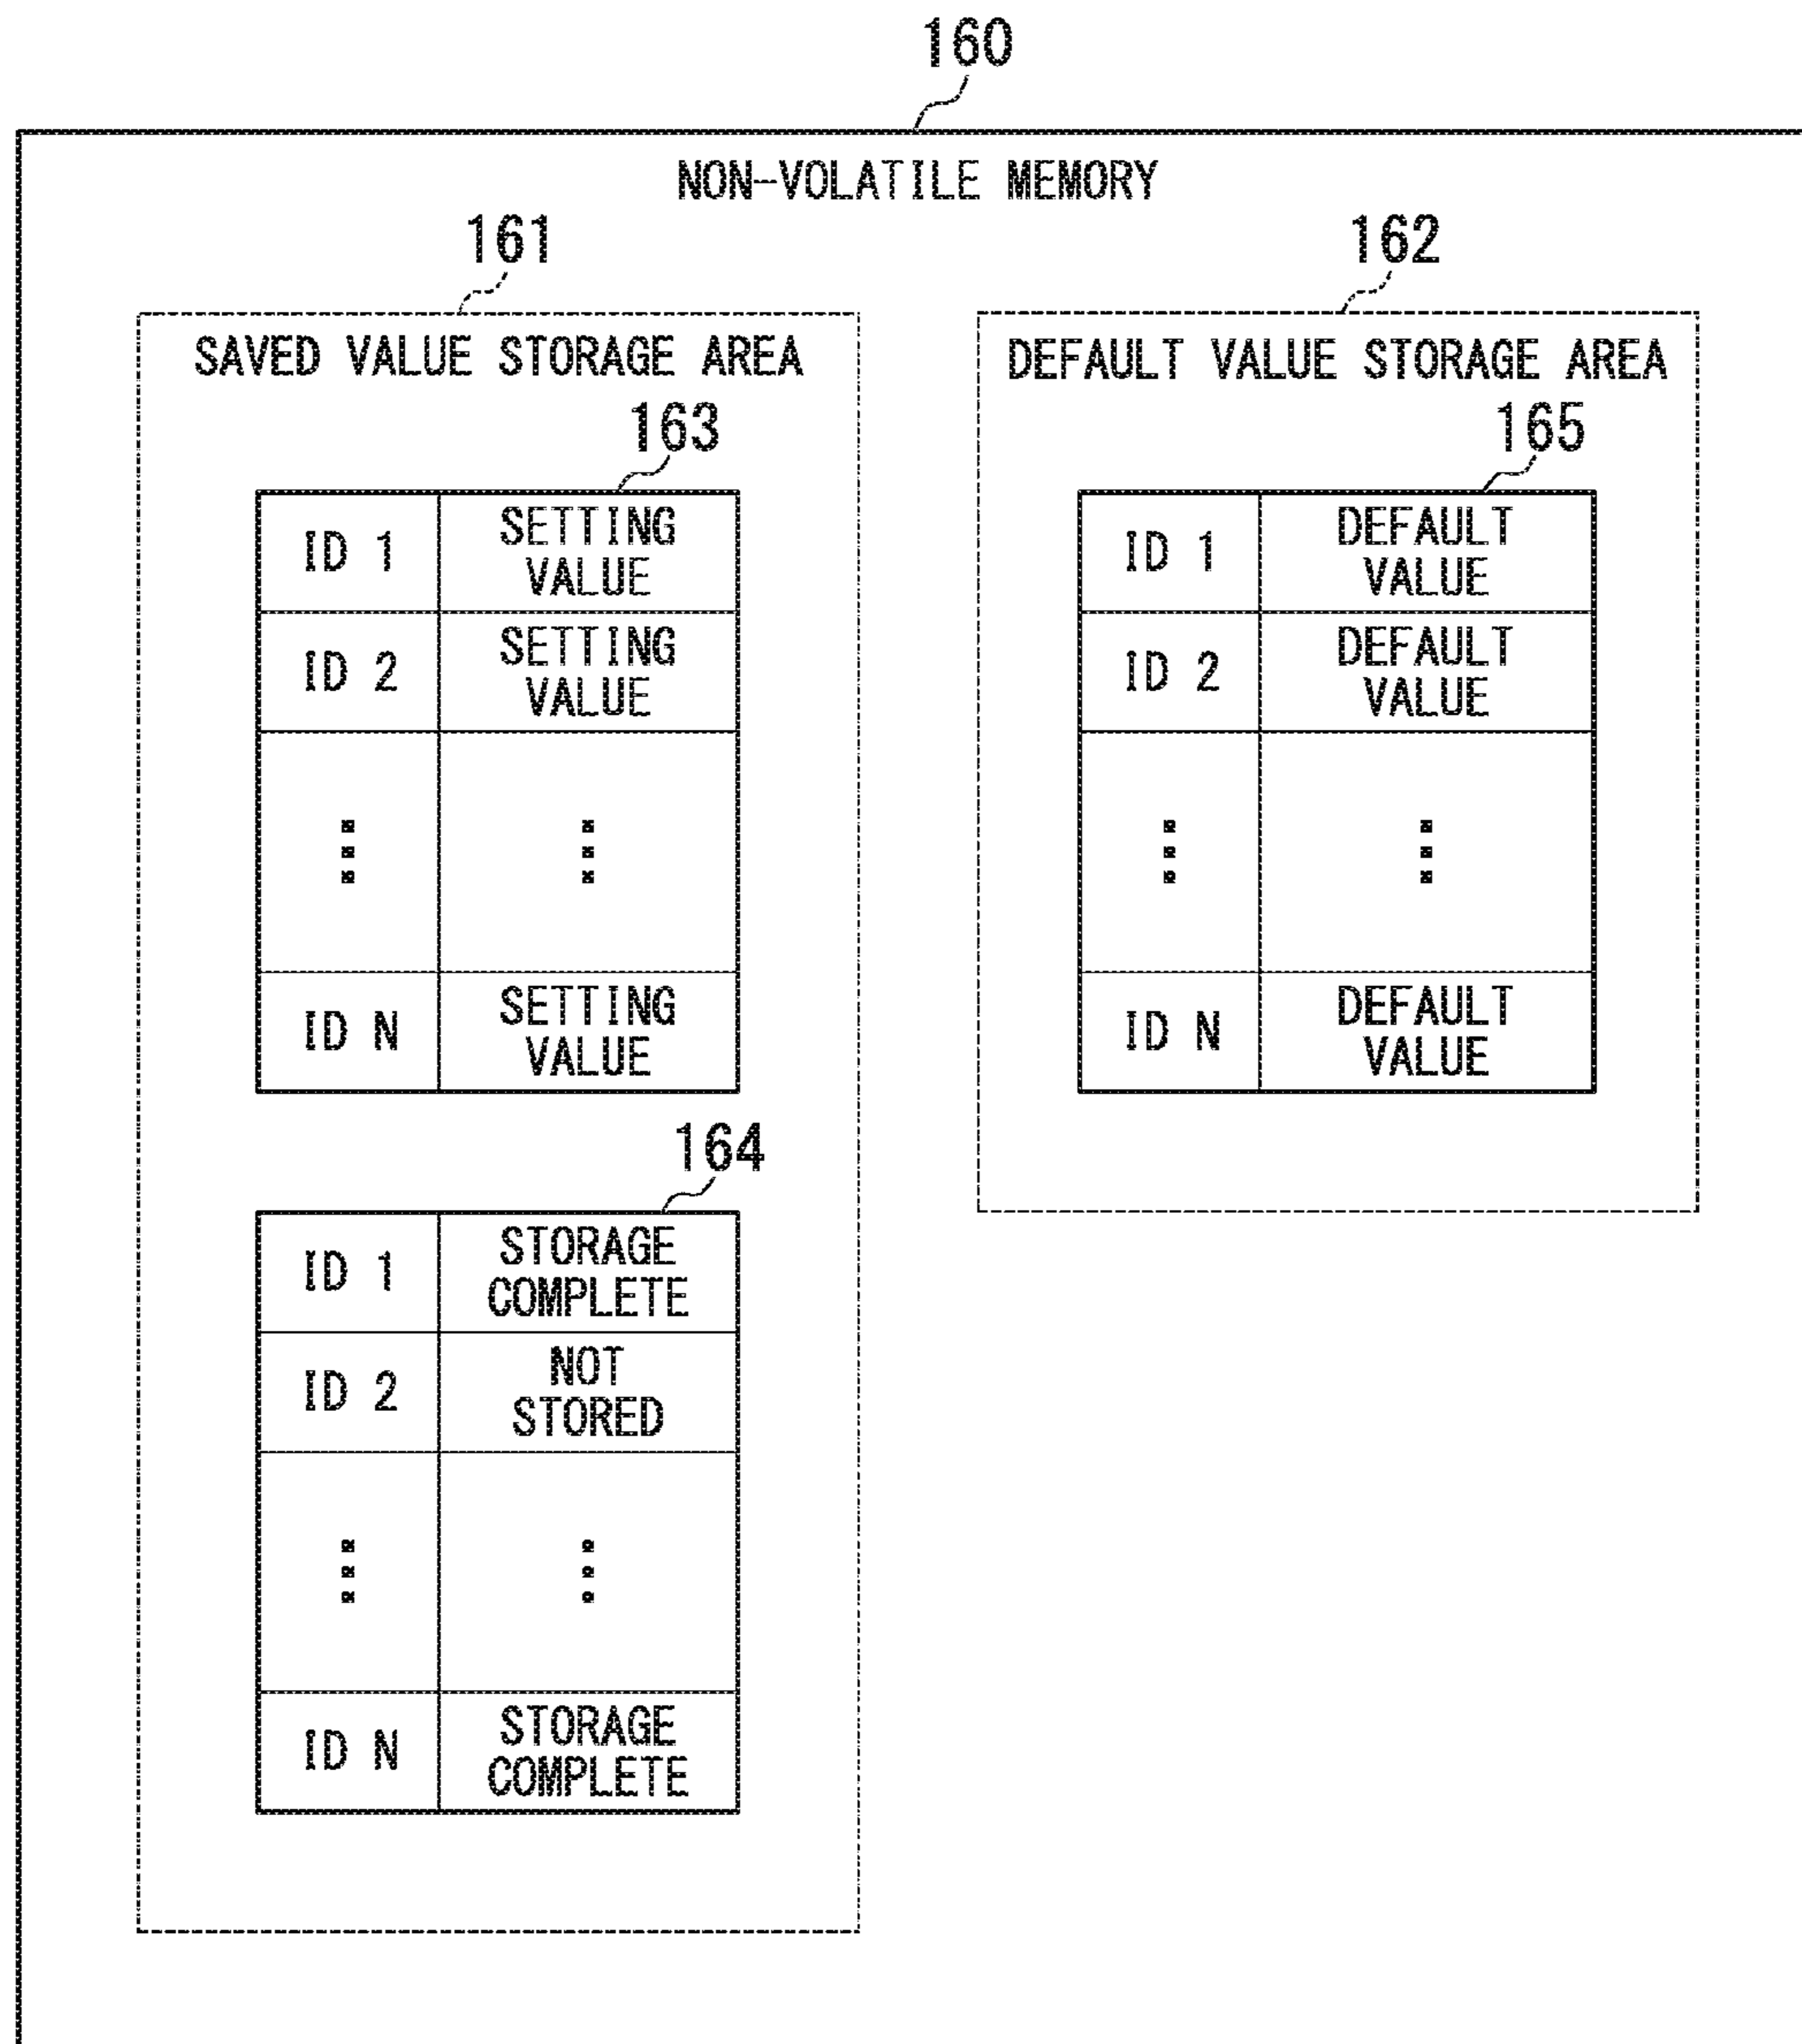 160
NON-VOLATILE MEMORY
161
SAVED VALUE STORAGE AREA
163
ID 1
SETTING
VALUE
ID 2
SETTING
VALUE
ID N
SETTING
VALUE
164
ID 1
STORAGE
COMPLETE
ID 2
NOT
STORED
ID N
STORAGE
COMPLETE
162
DEFAULT VALUE STORAGE AREA
165
ID 1
DEFAULT
VALUE
ID 2
DEFAULT
VALUE
ID N
DEFAULT
VALUE